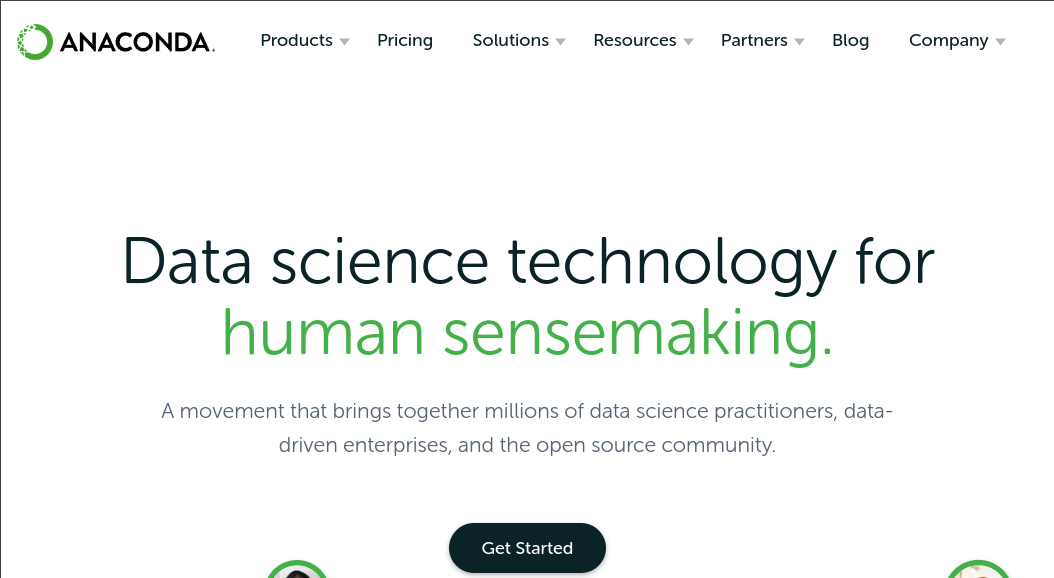 ANACONDA.
Products Pricing Solutions Resources Partners Blog Company
Data science technology for
human sensemaking.
A movement that brings together millions of data science practitioners, data-
driven enterprises, and the open source community.
Get Started